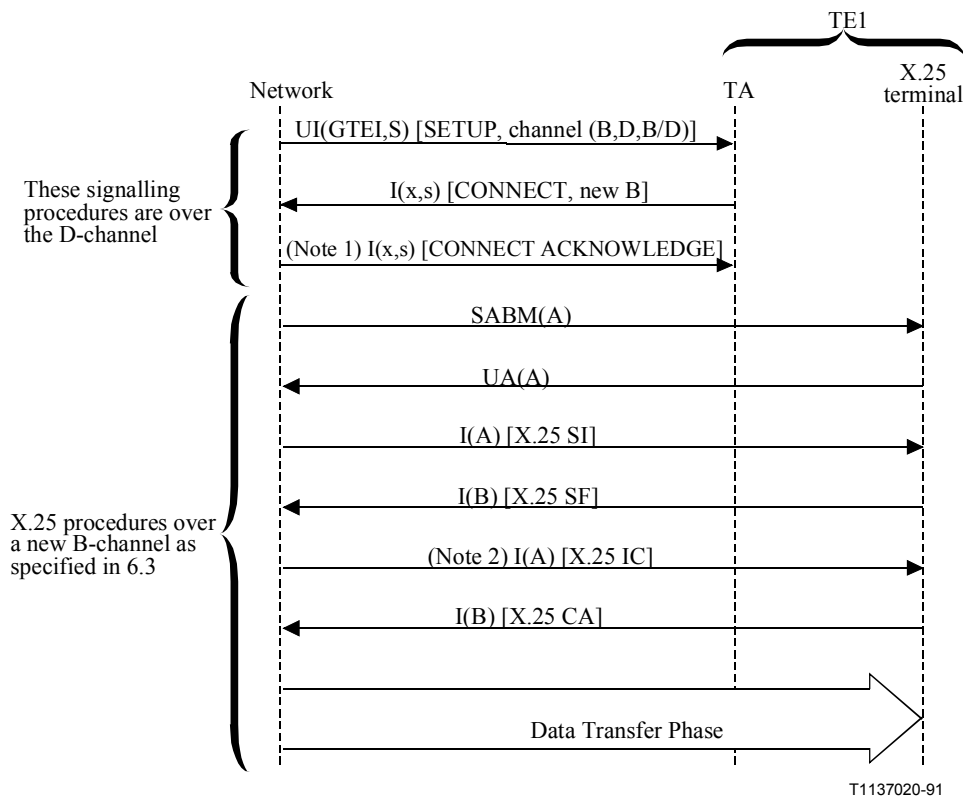 TE1
Network
TA
X.25
terminal
UI(GTEI,S) [SETUP, channel (B,D,B/D)]
These signalling
procedures are over
the D-channel
I(x,s) [CONNECT, new B]
(Note 1) I(x,s) [CONNECT ACKNOWLEDGE]
SABM(A)
UA(A)
I(A) [X.25 SI]
I(B) [X.25 SF]
X.25 procedures over
a new B-channel as
specified in 6.3
(Note 2) I(A) [X.25 IC]
I(B) [X.25 CA]
Data Transfer Phase
T1137020-91